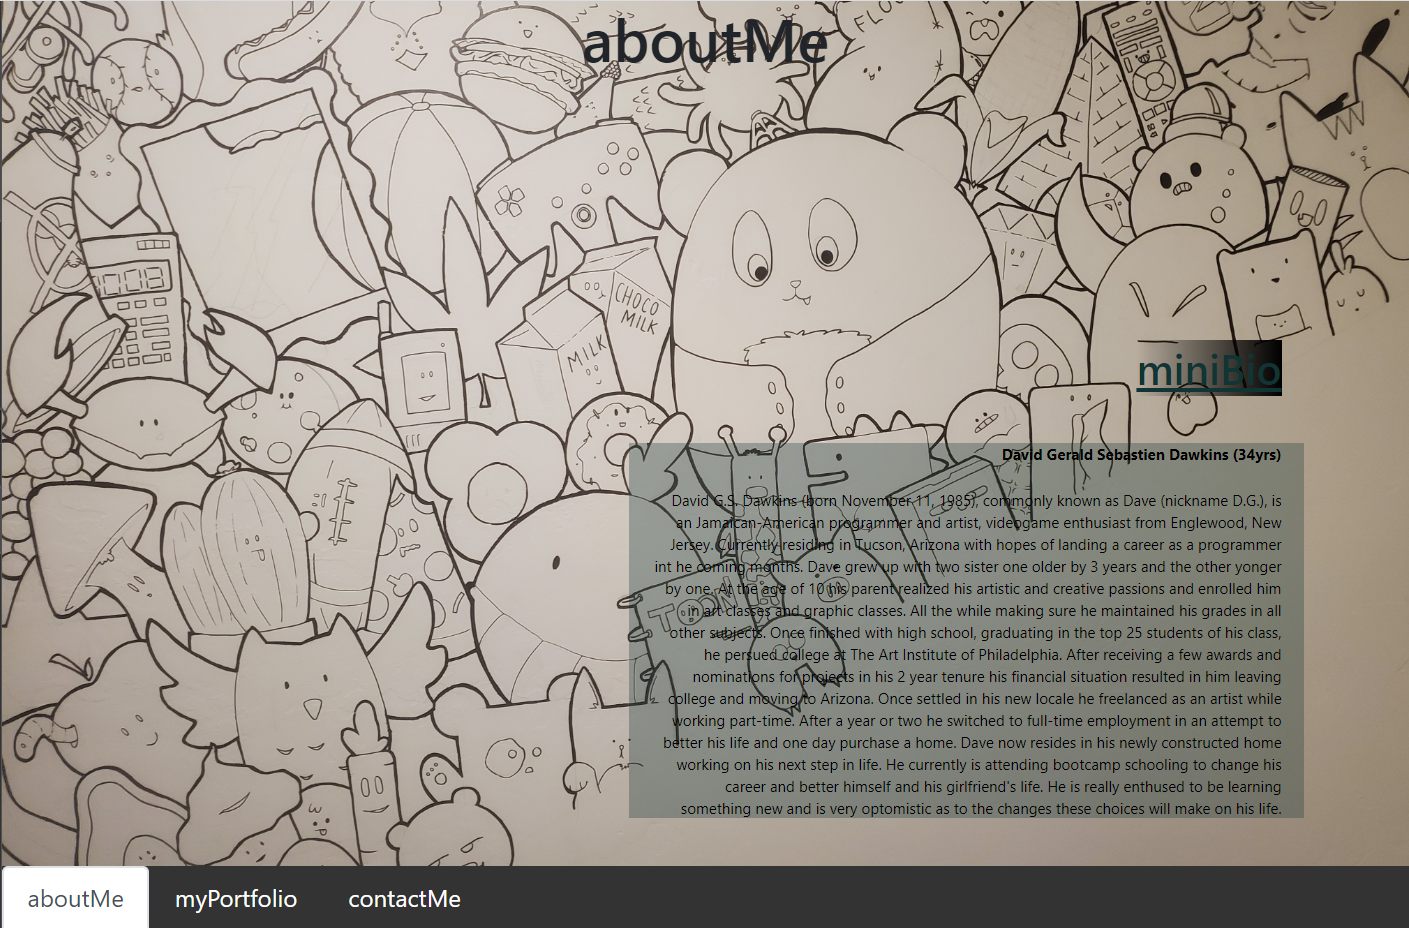 aboutMe
FLO
CHOCO
MILK
MILK
miniBio
David Gerald Sebastien Dawkins (34yrs)
David G.S. Dawkins (born November 11, 1985), commonly known as Dave (nickname D.G.), is
an Jamaican-American programmer and artist, videogame enthusiast from Englewood, New
Jersey. Currently residing in Tucson, Arizona with hopes of landing a career as a programmer
int he coming months. Dave grew up with two sister one older by 3 years and the other yonger
by one. At the age of 10 his parent realized his artistic and creative passions and enrolled him
in art classes and graphic classes. All the while making sure he maintained his grades in all
other subjects. Once finished with high school, graduating in the top 25 students of his class,
he persued college at The Art Institute of Philadelphia. After receiving a few awards and
nominations for projects in his 2 year tenure his financial situation resulted in him leaving
college and moving to Arizona. Once settled in his new locale he freelanced as an artist while
working part-time. After a year or two he switched to full-time employment in an attempt to
better his life and one day purchase a home. Dave now resides in his newly constructed home
working on his next step in life. He currently is attending bootcamp schooling to change his
career and better himself and his girlfriend's life. He is really enthused to be learning
something new and is very optomistic as to the changes these choices will make on his life.
aboutMe
myPortfolio
contactMe